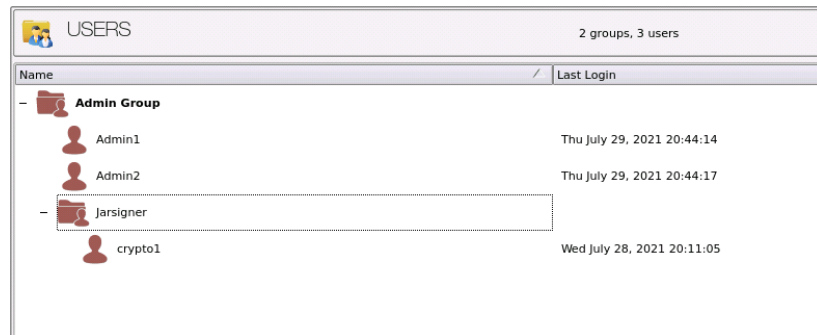 USERS 2 groups, 3 users
Name Last Login
Admin Group
Admin1 Thu July 29, 2021 20:44:14
Admin2 Thu July 29, 2021 20:44:17
Jarsigner
crypto1 Wed July 28, 2021 20:11:05